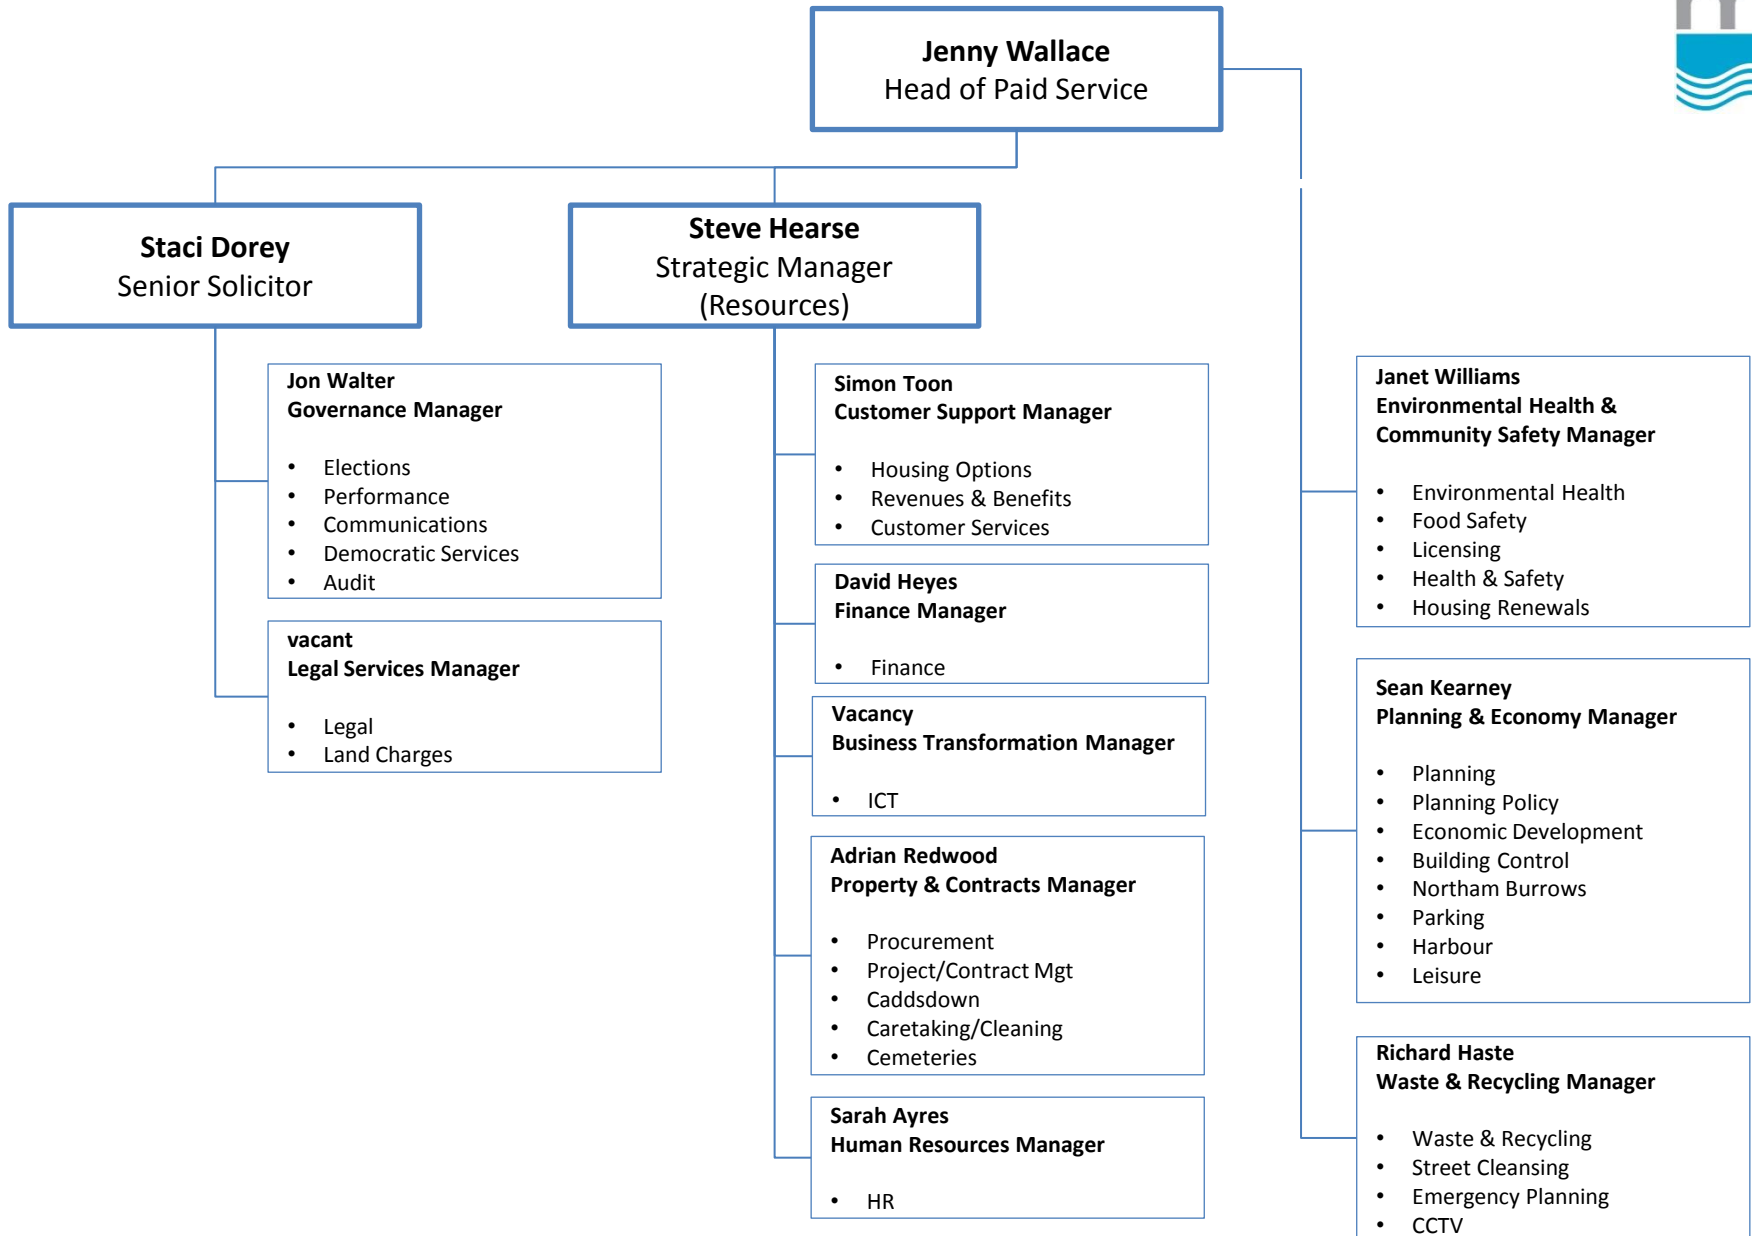 Jenny Wallace
Head of Paid Service
Staci Dorey
Senior Solicitor
Steve Hearse
Strategic Manager
(Resources)
Jon Walter
Governance Manager
• Elections
• Performance
• Communications
• Democratic Services
• Audit
vacant
Legal Services Manager
• Legal
• Land Charges
Simon Toon
Customer Support Manager
• Housing Options
• Revenues & Benefits
• Customer Services
David Heyes
Finance Manager
• Finance
Vacancy
Business Transformation Manager
• ICT
Adrian Redwood
Property & Contracts Manager
• Procurement
• Project/Contract Mgt
• Caddsdown
• Caretaking/Cleaning
• Cemeteries
Sarah Ayres
Human Resources Manager
• HR
Janet Williams
Environmental Health &
Community Safety Manager
• Environmental Health
• Food Safety
• Licensing
• Health & Safety
• Housing Renewals
Sean Kearney
Planning & Economy Manager
• Planning
• Planning Policy
• Economic Development
• Building Control
• Northam Burrows
• Parking
• Harbour
• Leisure
Richard Haste
Waste & Recycling Manager
• Waste & Recycling
• Street Cleansing
• Emergency Planning
• CCTV